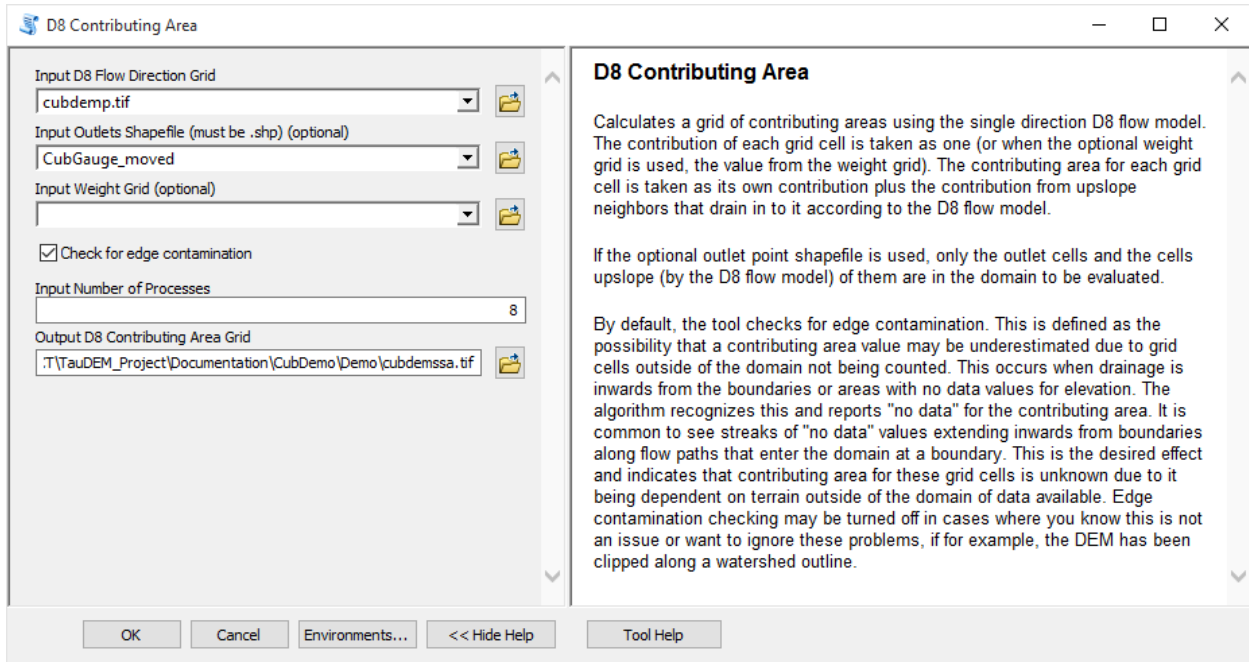 D8 Contributing Area
Input D8 Flow Direction Grid
cubdemp.tif
Input Outlets Shapefile (must be .shp) (optional)
CubGauge_moved
Input Weight Grid (optional)
Check for edge contamination
Input Number of Processes
8
Output D8 Contributing Area Grid
:T\TauDEM_Project\Documentation\CubDemo\Demo\cubdemssa.tif
D8 Contributing Area
Calculates a grid of contributing areas using the single direction D8 flow model.
The contribution of each grid cell is taken as one (or when the optional weight
grid is used, the value from the weight grid). The contributing area for each grid
cell is taken as its own contribution plus the contribution from upslope
neighbors that drain in to it according to the D8 flow model.
If the optional outlet point shapefile is used, only the outlet cells and the cells
upslope (by the D8 flow model) of them are in the domain to be evaluated.
By default, the tool checks for edge contamination. This is defined as the
possibility that a contributing area value may be underestimated due to grid
cells outside of the domain not being counted. This occurs when drainage is
inwards from the boundaries or areas with no data values for elevation. The
algorithm recognizes this and reports "no data" for the contributing area. It is
common to see streaks of "no data" values extending inwards from boundaries
along flow paths that enter the domain at a boundary. This is the desired effect
and indicates that contributing area for these grid cells is unknown due to it
being dependent on terrain outside of the domain of data available. Edge
contamination checking may be turned off in cases where you know this is not
an issue or want to ignore these problems, if for example, the DEM has been
clipped along a watershed outline.
OK
Cancel
Environments...
<< Hide Help
Tool Help